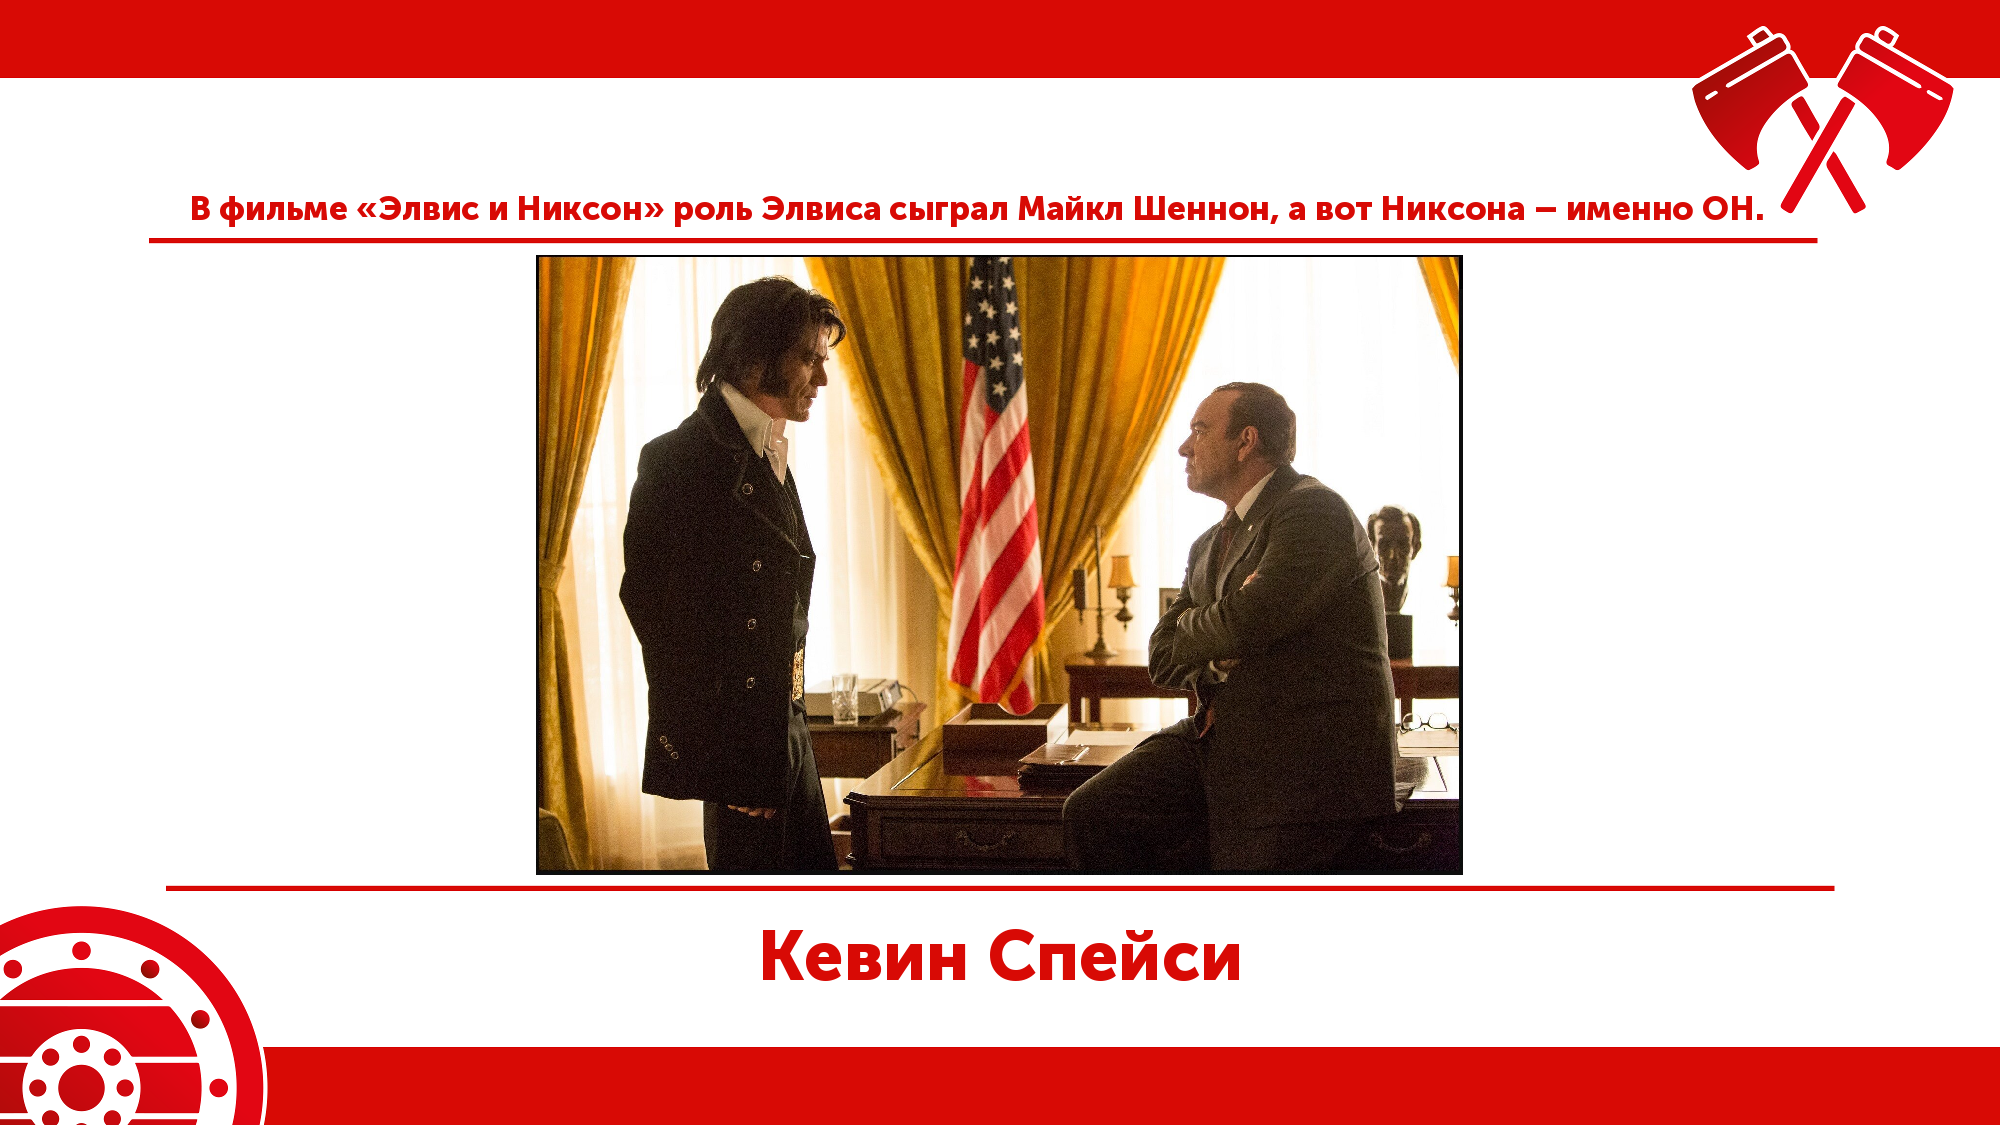 В фильме «Элвис и Никсон» роль Элвиса сыграл Майкл Шеннон, а вот Никсона – именно ОН.
Кевин Спейси